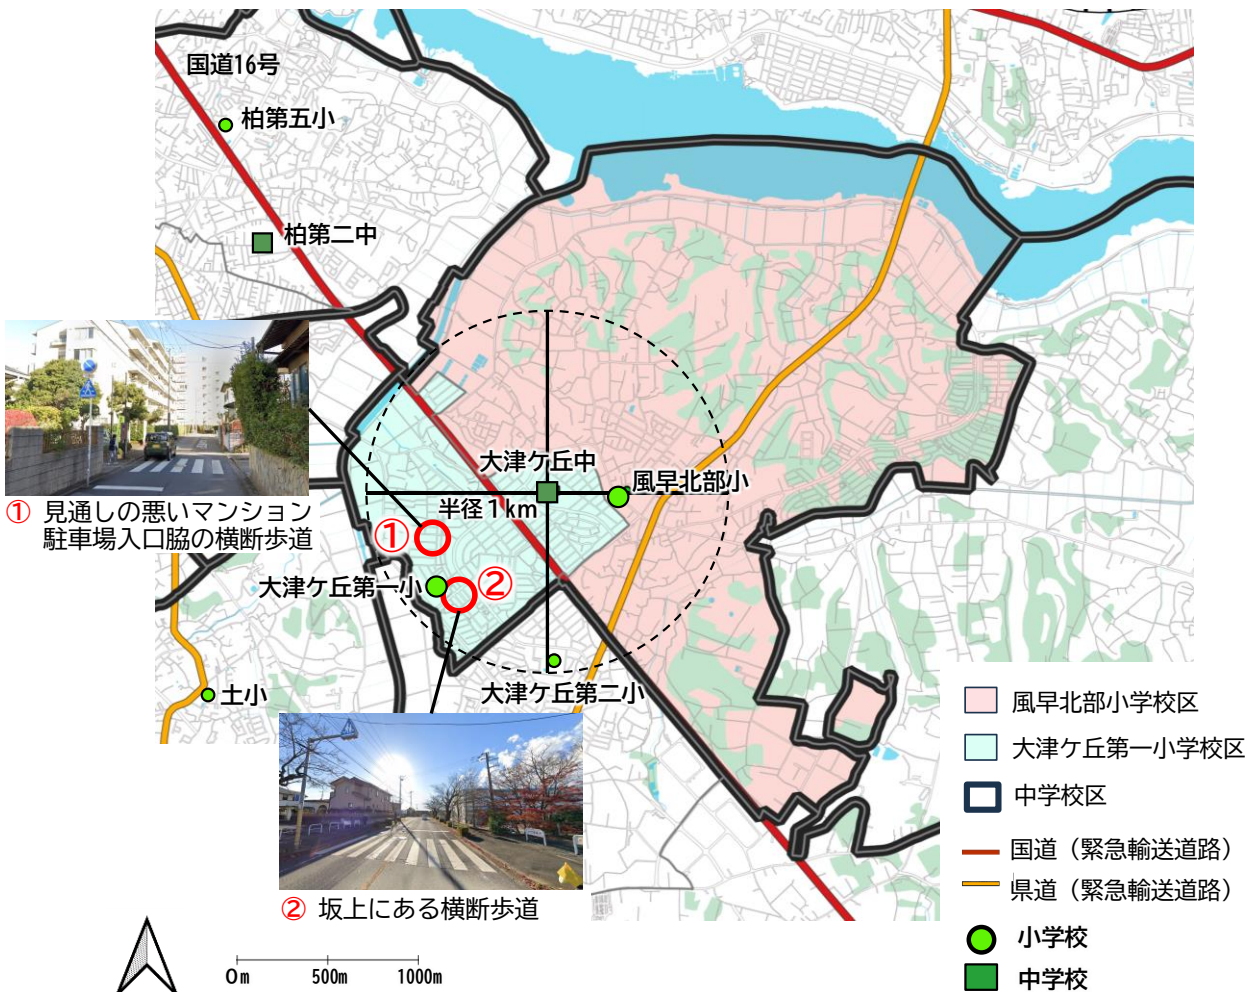 国道16号
柏第五小
柏第二中
大津ケ丘中
風早北部小
半径1km
①
① 見通しの悪いマンション
駐車場入口脇の横断歩道
大津ケ丘第一小
②
大津ケ丘第二小
土小
② 坂上にある横断歩道
風早北部小学校区
大津ケ丘第一小学校区
中学校区
国道（緊急輸送道路）
県道（緊急輸送道路）
小学校
中学校
0m 500m 1000m